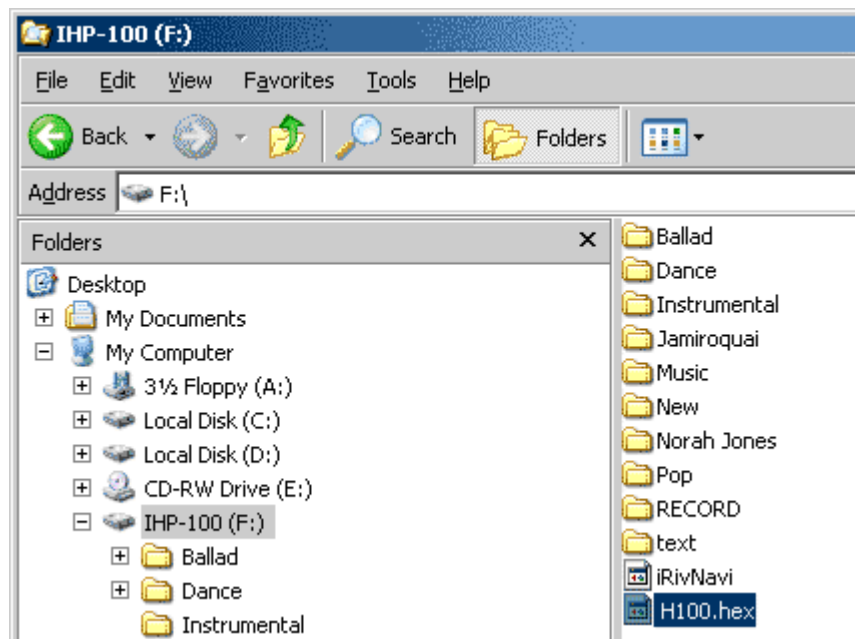 IHP-100 (F:)
File Edit View Favorites Tools Help
Back Search Folders
Address F:\
Folders
Desktop
My Documents
My Computer
3½ Floppy (A:)
Local Disk (C:)
Local Disk (D:)
CD-RW Drive (E:)
IHP-100 (F:)
Ballad
Dance
Instrumental
Ballad
Dance
Instrumental
Jamiroquai
Music
New
Norah Jones
Pop
RECORD
text
iRivNavi
H100.hex